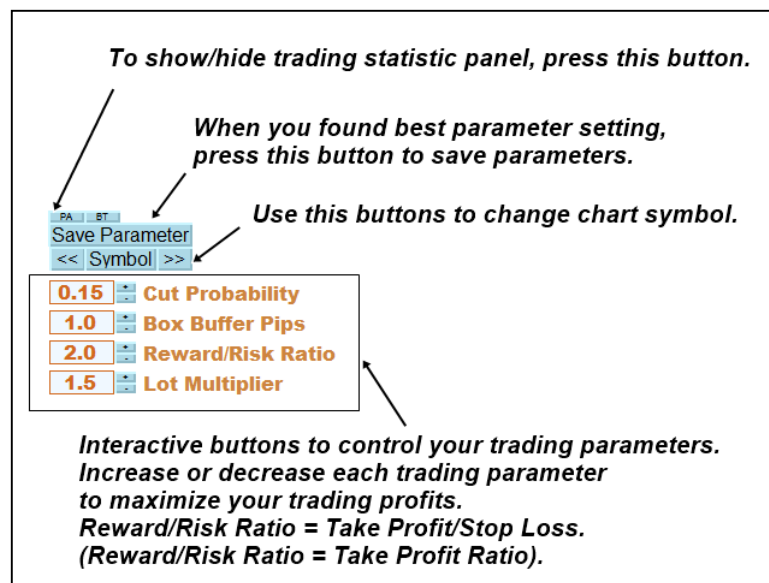 To show/hide trading statistic panel, press this button.
When you found best parameter setting,
press this button to save parameters.
PA BT
Save Parameter
Use this buttons to change chart symbol.
<< Symbol >>
0.15 + - Cut Probability
1.0 + - Box Buffer Pips
2.0 + - Reward/Risk Ratio
1.5 + - Lot Multiplier
Interactive buttons to control your trading parameters.
Increase or decrease each trading parameter
to maximize your trading profits.
Reward/Risk Ratio = Take Profit/Stop Loss.
(Reward/Risk Ratio = Take Profit Ratio).